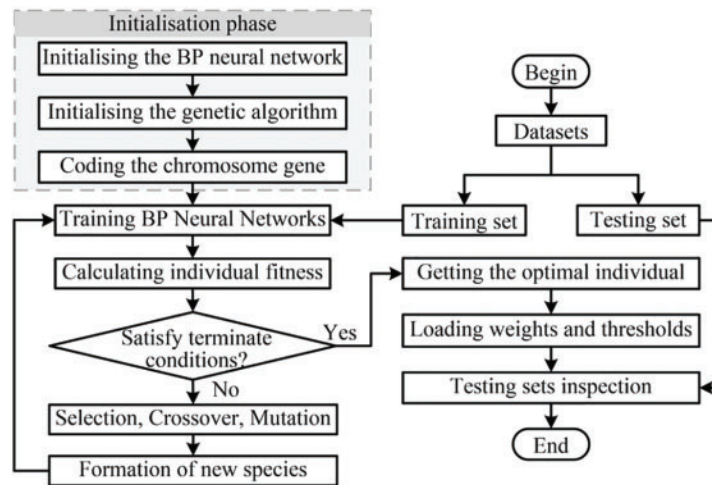 Initialisation phase
Initialising the BP neural network
Initialising the genetic algorithm
Coding the chromosome gene
Training BP Neural Networks
Calculating individual fitness
Satisfy terminate
conditions?
Yes
No
Selection, Crossover, Mutation
Formation of new species
Begin
Datasets
Training set
Testing set
Getting the optimal individual
Loading weights and thresholds
Testing sets inspection
End